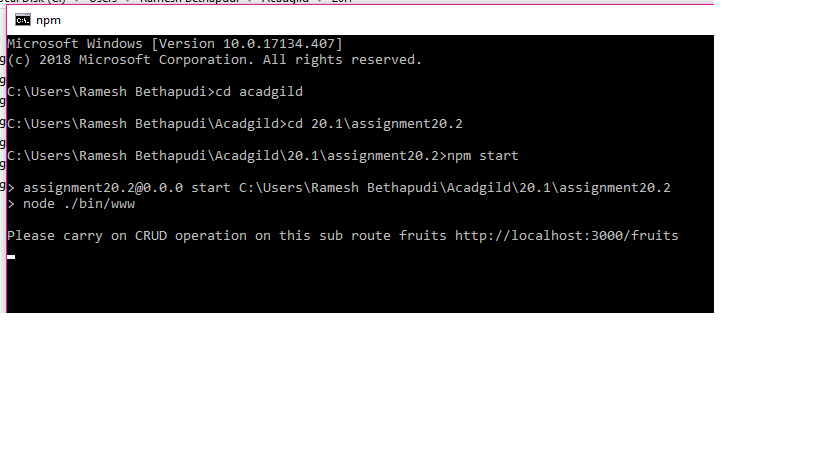 npm
Microsoft Windows [Version 10.0.17134.407]
(c) 2018 Microsoft Corporation. All rights reserved.
C:\Users\Ramesh Bethapudi>cd acadgild
C:\Users\Ramesh Bethapudi\Acadgild>cd 20.1\assignment20.2
C:\Users\Ramesh Bethapudi\Acadgild\20.1\assignment20.2>npm start
> assignment20.2@0.0.0 start C:\Users\Ramesh Bethapudi\Acadgild\20.1\assignment20.2
> node ./bin/www
Please carry on CRUD operation on this sub route fruits http://localhost:3000/fruits